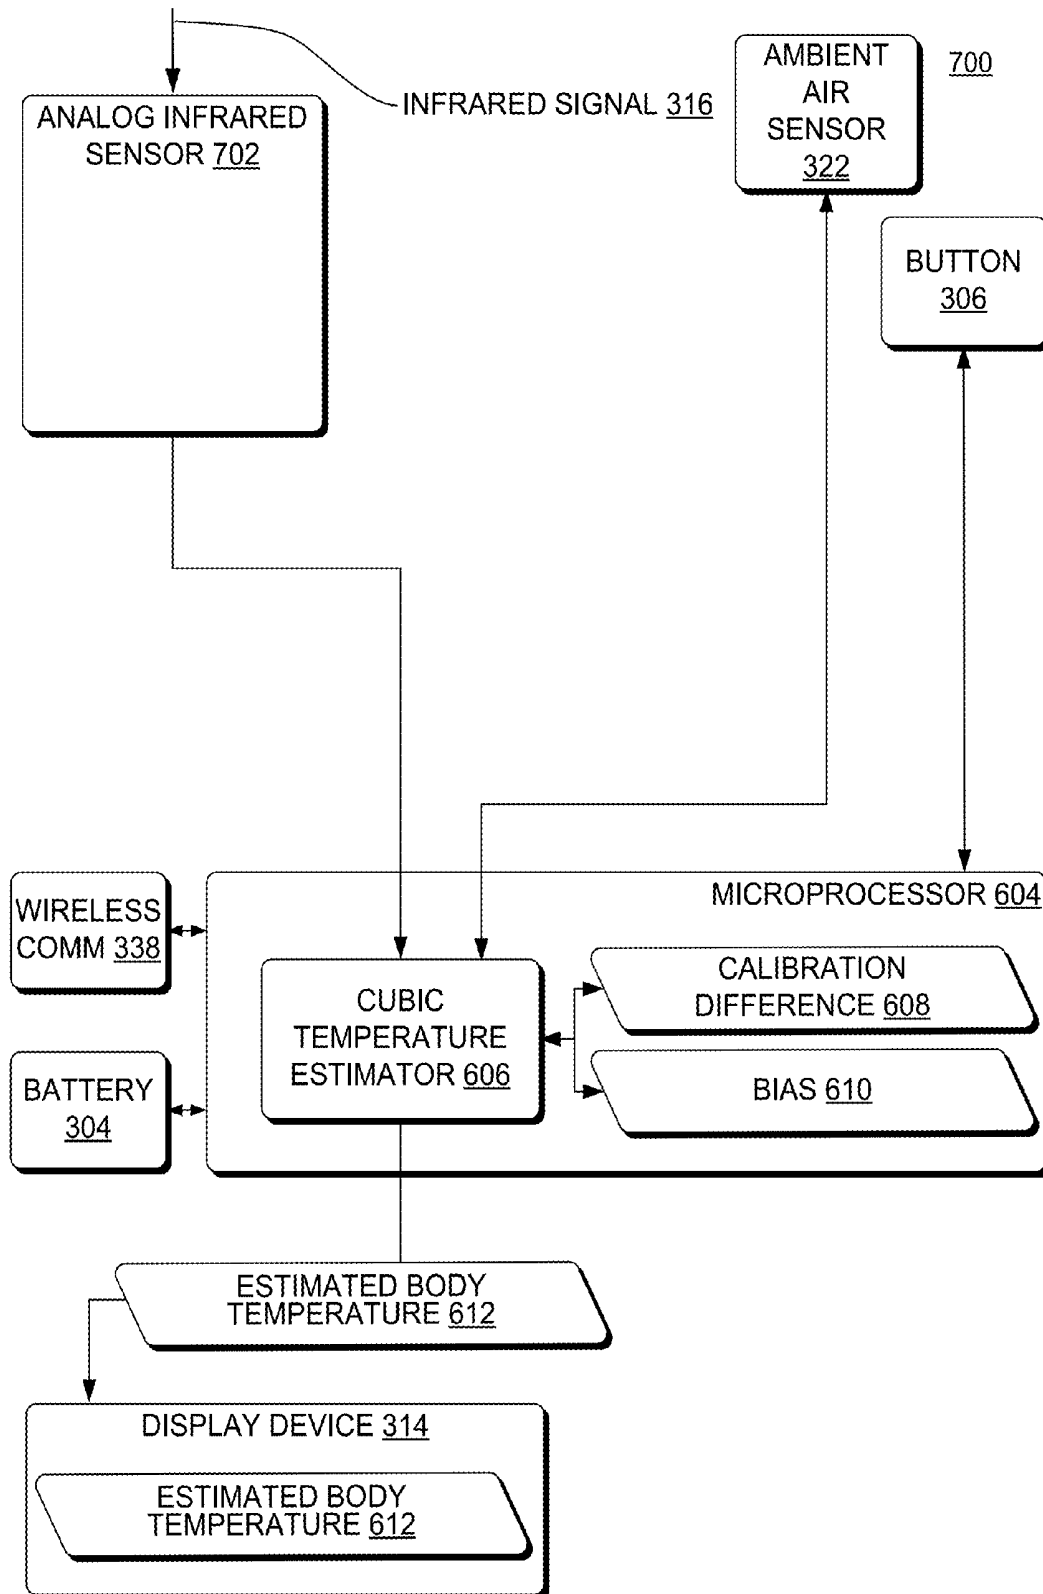 AMBIENT
AIR
SENSOR
322
700
INFRARED SIGNAL 316
ANALOG INFRARED
SENSOR 702
BUTTON
306
MICROPROCESSOR 604
WIRELESS
COMM 338
CUBIC
TEMPERATURE
ESTIMATOR 606
CALIBRATION
DIFFERENCE 608
BIAS 610
BATTERY
304
ESTIMATED BODY
TEMPERATURE 612
DISPLAY DEVICE 314
ESTIMATED BODY
TEMPERATURE 612